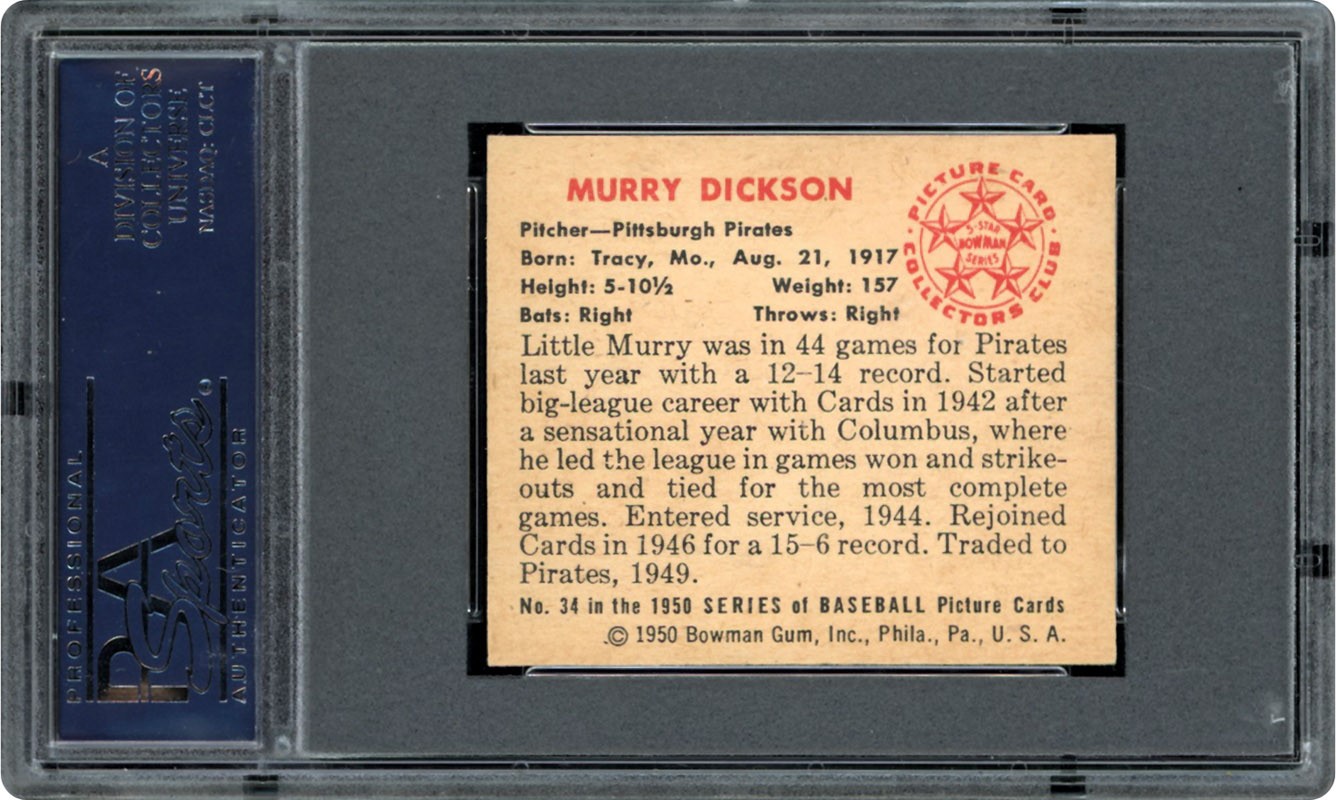 A
DIVISION OF
COLLECTORS
UNIVERSE
NASDAQ: CLCT
PROFESSIONAL
PSA
Sports
AUTHENTICATOR
MURRY DICKSON
Pitcher—Pittsburgh Pirates
Born: Tracy, Mo., Aug. 21, 1917
Height: 5-10½ Weight: 157
Bats: Right Throws: Right
PICTURE CARD
COLLECTORS CLUB
5-STAR
BOWMAN
SERIES
Little Murry was in 44 games for Pirates
last year with a 12–14 record. Started
big-league career with Cards in 1942 after
a sensational year with Columbus, where
he led the league in games won and strike-
outs and tied for the most complete
games. Entered service, 1944. Rejoined
Cards in 1946 for a 15–6 record. Traded to
Pirates, 1949.
No. 34 in the 1950 SERIES of BASEBALL Picture Cards
© 1950 Bowman Gum, Inc., Phila., Pa., U. S. A.